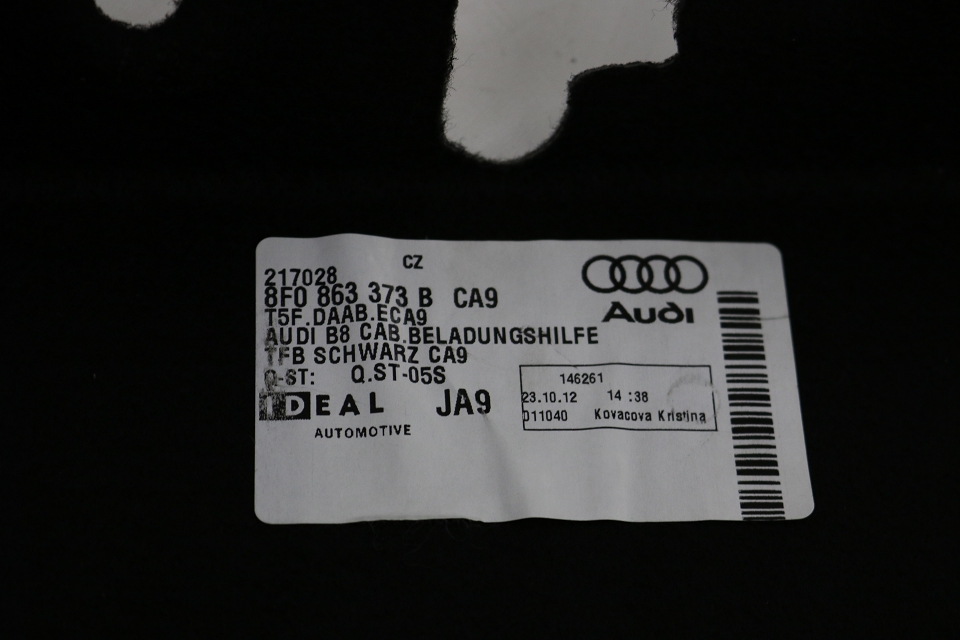 CZ
217028
8F0 863 373 B CA9
T5F.DAAB.ECA9
AUDI B8 CAB.BELADUNGSHILFE
TFB SCHWARZ CA9
Q-ST: Q.ST-05S
IDEAL JA9
AUTOMOTIVE
Audi
146261
23.10.12 14:38
011040 Kovacova Kristina